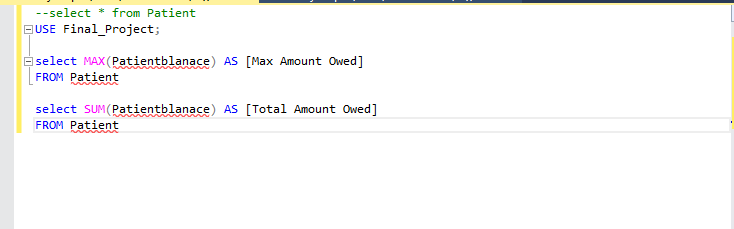 --select * from Patient
USE Final_Project;
select MAX(Patientblanace) AS [Max Amount Owed]
FROM Patient
select SUM(Patientblanace) AS [Total Amount Owed]
FROM Patient